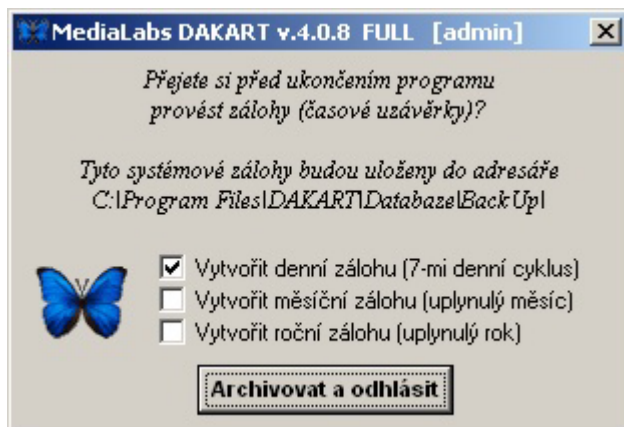 MediaLabs DAKART v.4.0.8 FULL [admin]
Přejete si před ukončením programu
provést zálohy (časové uzávěrky)?
Tyto systémové zálohy budou uloženy do adresáře
C:\Program Files\DAKART\Databaze\BackUp\
Vytvořit denní zálohu (7-mi denní cyklus)
Vytvořit měsíční zálohu (uplynulý měsíc)
Vytvořit roční zálohu (uplynulý rok)
Archivovat a odhlásit